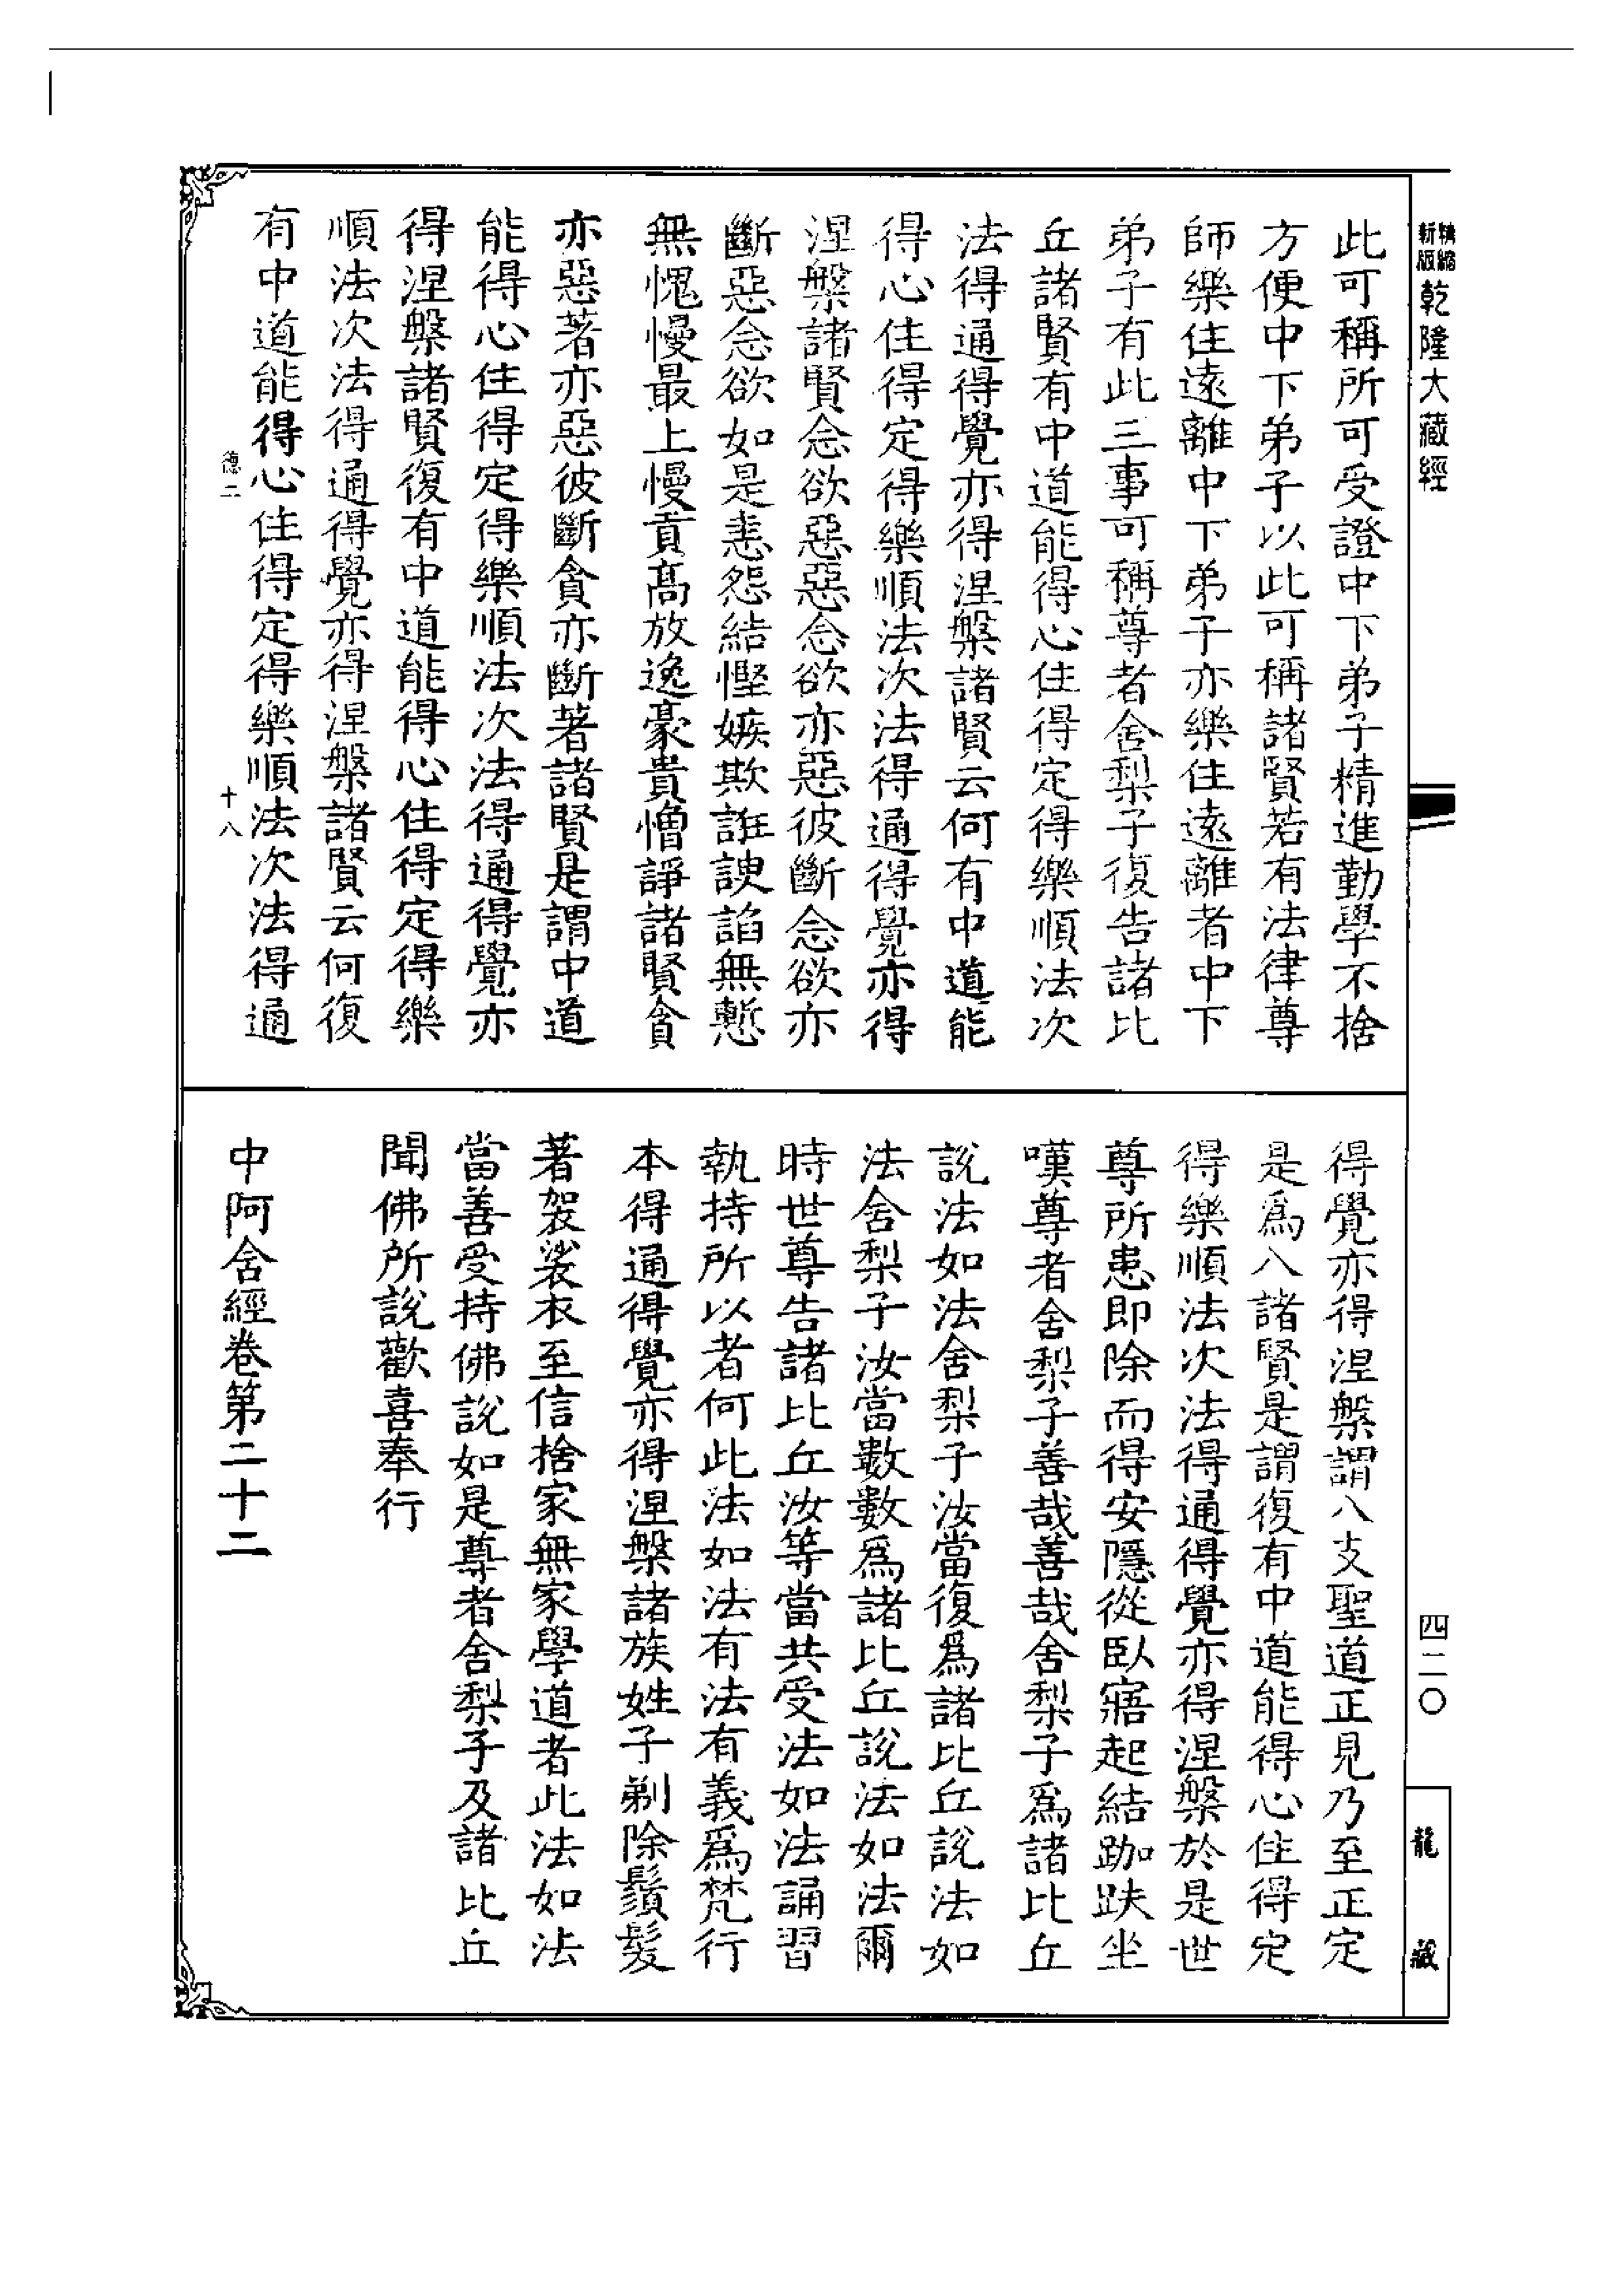 精縮新版乾隆大藏經
四二〇
龍藏
此可稱所可受證中下弟子精進勤學不捨
方便中下弟子以此可稱諸賢若有法律尊
師樂住遠離中下弟子亦樂住遠離者中下
弟子有此三事可稱尊者舍梨子復告諸比
丘諸賢有中道能得心住得定得樂順法次
法得通得覺亦得涅槃諸賢云何有中道能
得心住得定得樂順法次法得通得覺亦得
涅槃諸賢念欲惡惡念欲亦惡彼斷念欲亦
斷惡念欲如是恚怨結慳嫉欺誑諛諂無慙
無愧慢最上慢貢高放逸豪貴憎諍諸賢貪
亦惡著亦惡彼斷貪亦斷著諸賢是謂中道
能得心住得定得樂順法次法得通得覺亦
得涅槃諸賢復有中道能得心住得定得樂
順法次法得通得覺亦得涅槃諸賢云何復
有中道能得心住得定得樂順法次法得通
德二
十八
得覺亦得涅槃謂八支聖道正見乃至正定
是爲八諸賢是謂復有中道能得心住得定
得樂順法次法得通得覺亦得涅槃於是世
尊所患即除而得安隱從臥寤起結跏趺坐
嘆尊者舍梨子善哉善哉舍梨子爲諸比丘
說法如法舍梨子汝當復爲諸比丘說法如
法舍梨子汝當數數爲諸比丘說法如法爾
時世尊告諸比丘汝等當共受法如法誦習
執持所以者何此法如法有法有義爲梵行
本得通得覺亦得涅槃諸族姓子剃除鬚髮
著袈裟衣至信捨家無家學道者此法如法
當善受持佛說如是尊者舍梨子及諸比丘
聞佛所說歡喜奉行
中阿含經卷第二十二